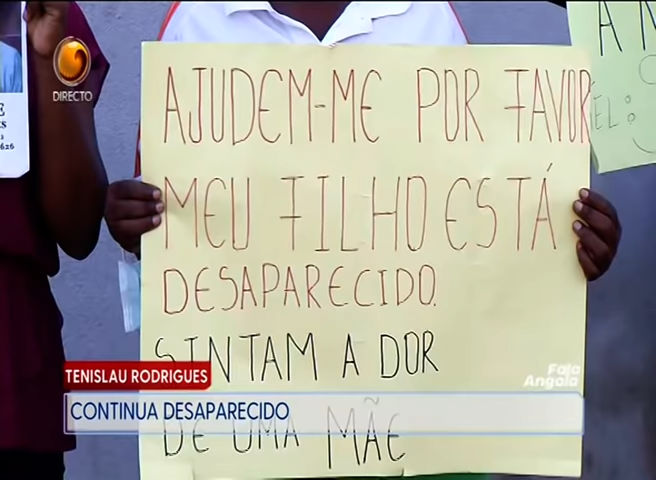 DIRECTO
AJUDEM-ME POR FAVOR
MEU FILHO ESTÁ
DESAPARECIDO.
SINTAM A DOR
DE UMA MÃE
TENISLAU RODRIGUES
CONTINUA DESAPARECIDO
Fala
Angola
626